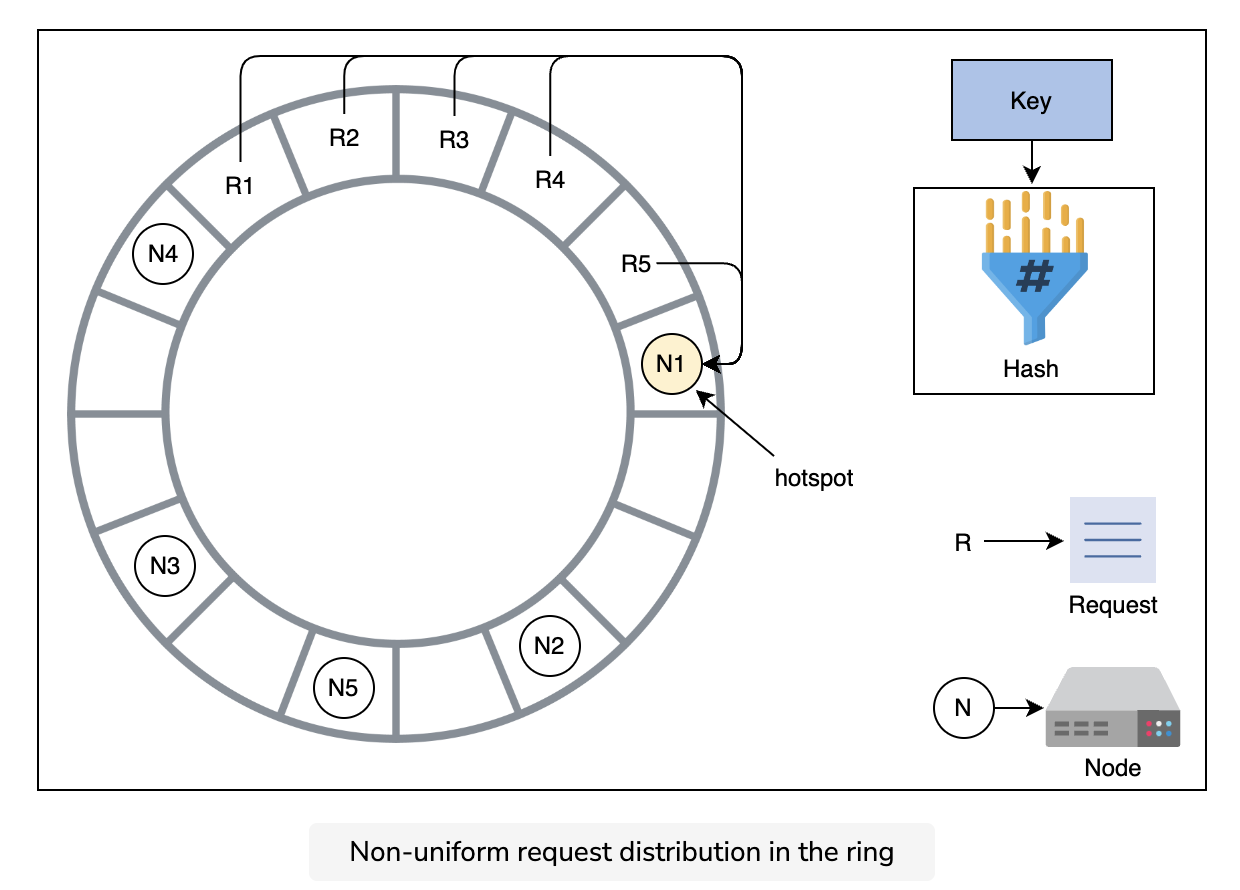 R1
R2
R3
R4
R5
N4
N1
hotspot
N3
N5
N2
Key
#
Hash
R
Request
N
Node
Non-uniform request distribution in the ring